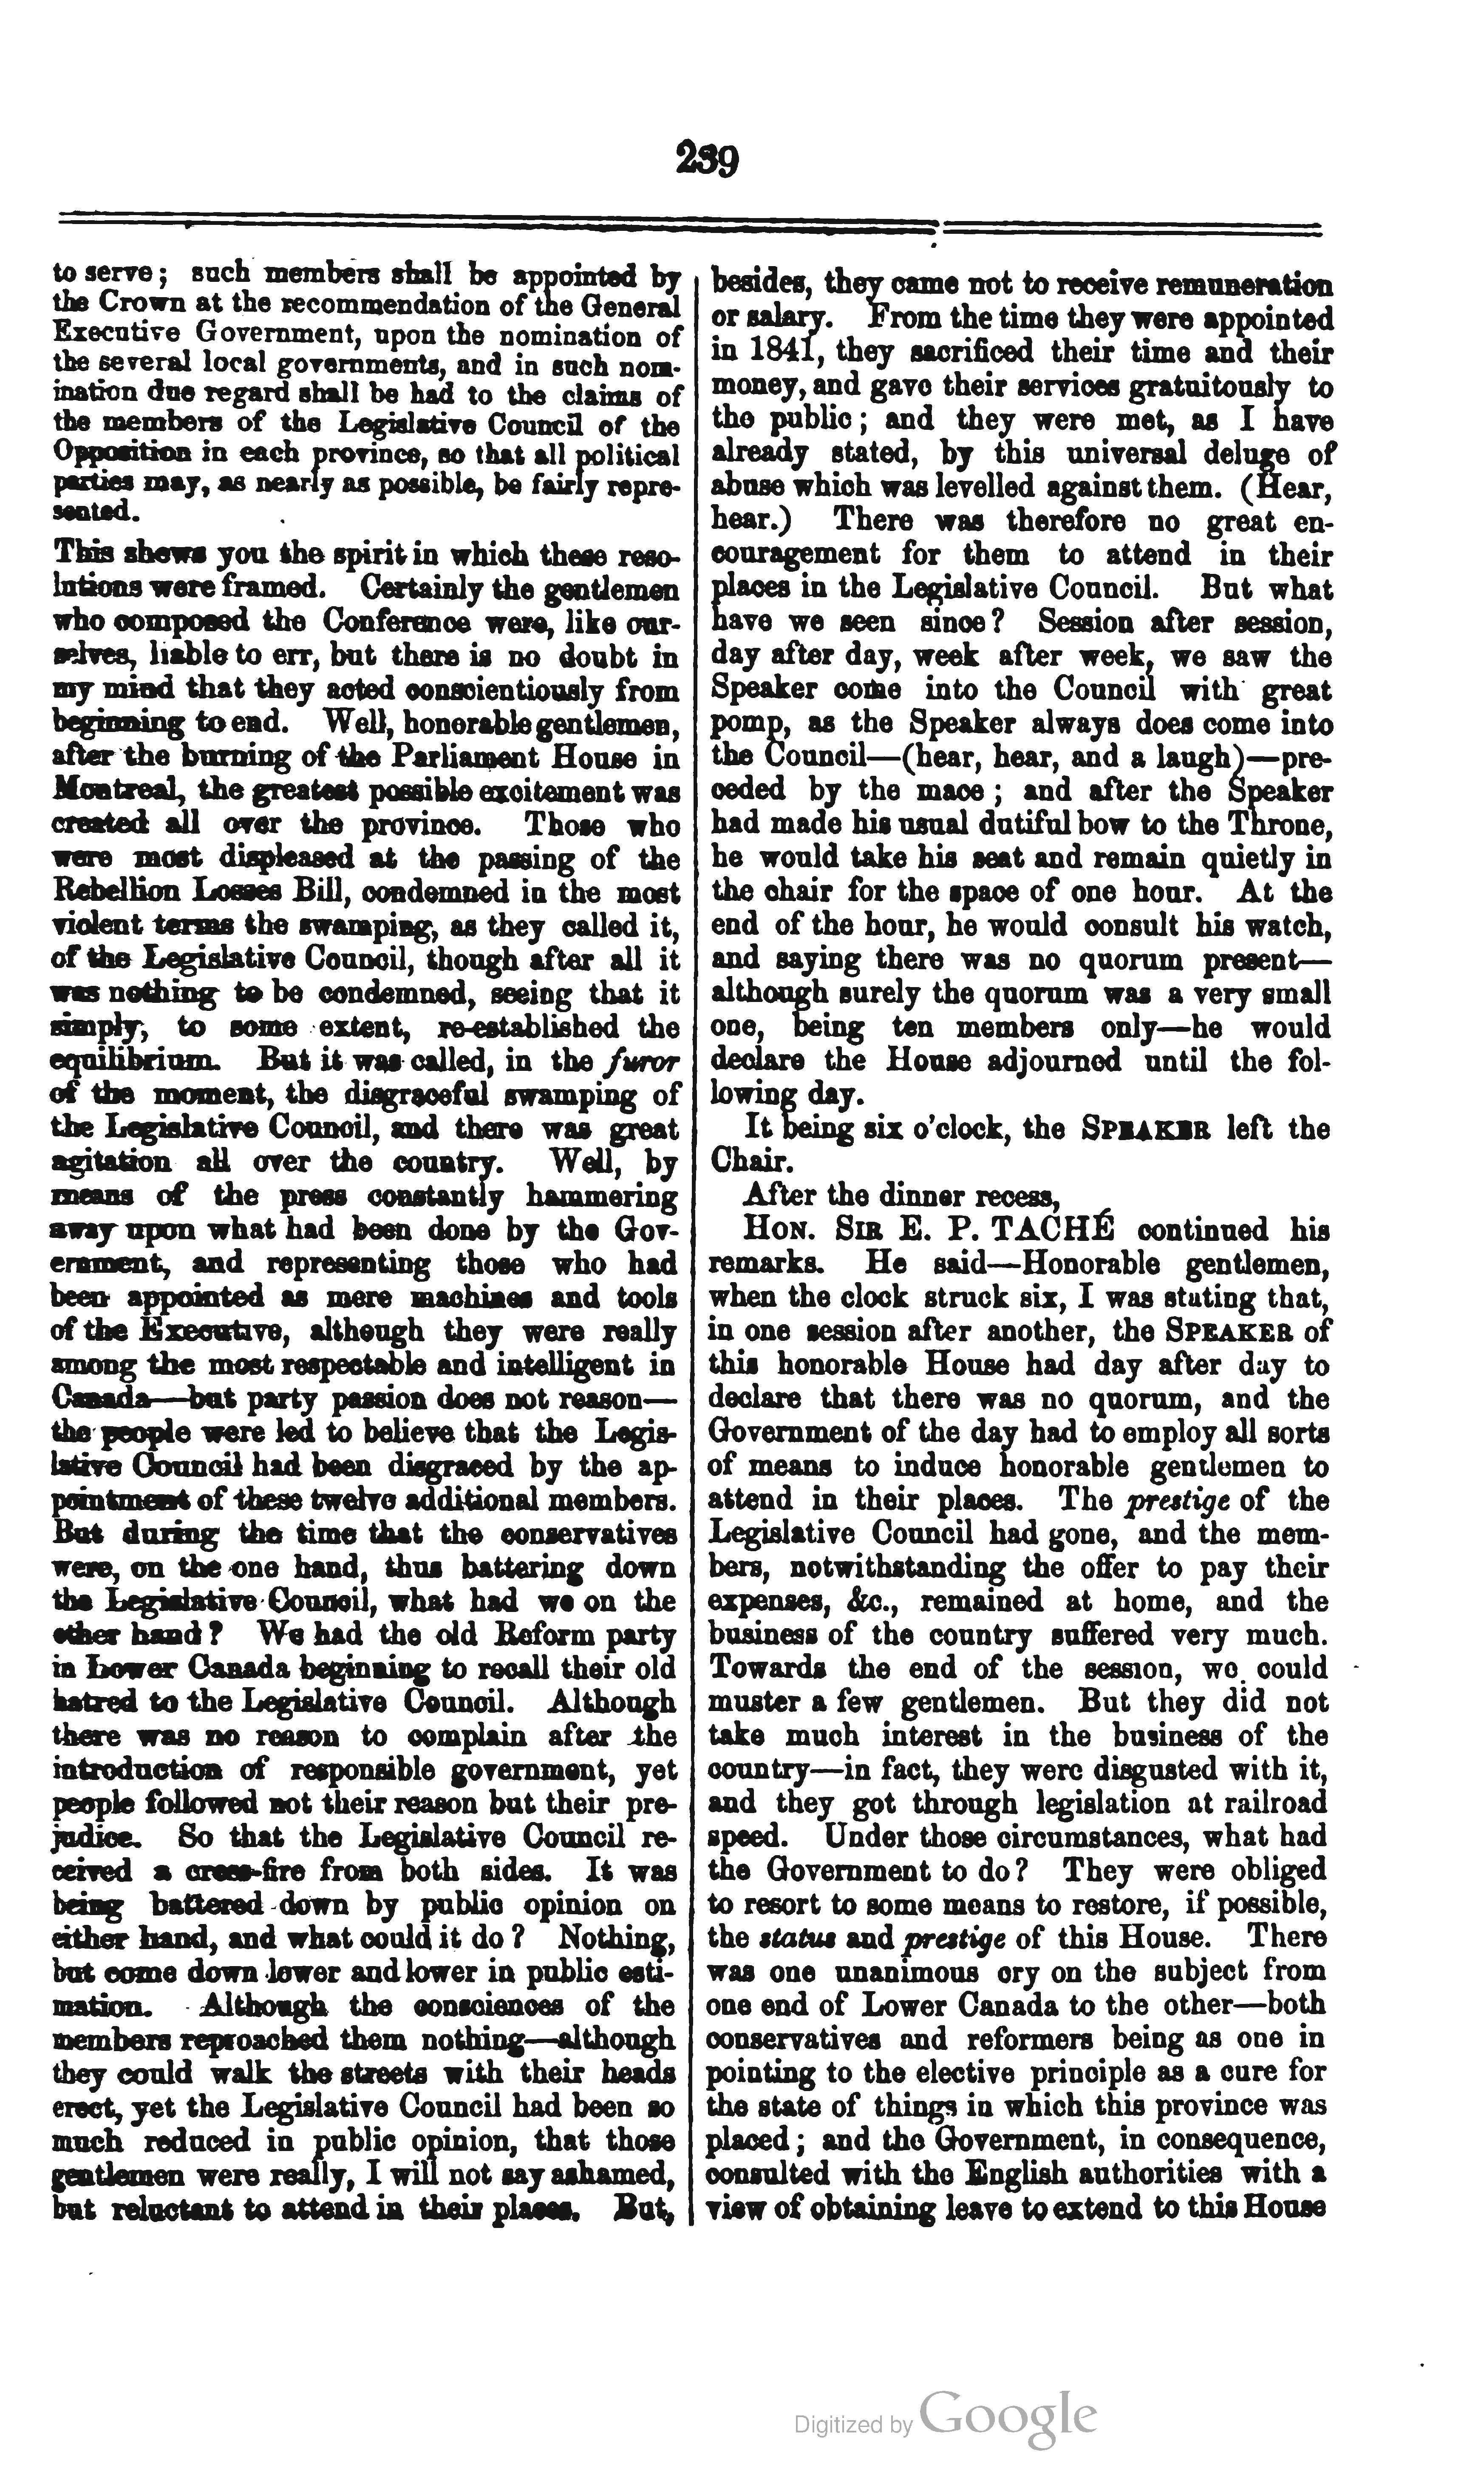 239
to serve; such members shall be appointed by
the Crown at the recommendation of the General
Executive Government, upon the nomination of
the several local governments, and in such nom-
ination due regard shall be had to the claims of
the members of the Legislative Council of the
Opposition in each province, so that all political
parties may, as nearly as possible, be fairly repre-
sented.
This shews you the spirit in which these reso-
lutions were framed. Certainly the gentlemen
who composed the Conference were, like our-
selves, liable to err, but there is no doubt in
my mind that they acted conscientiously from
beginning to end. Well, honorable gentlemen,
after the burning of the Parliament House in
Montreal, the greatest possible excitement was
created all over the province. Those who
were most displeased at the passing of the
Rebellion Losses Bill, condemned in the most
violent terms the swamping, as they called it,
of the Legislative Council, though after all it
was nothing to be condemned, seeing that it
simply, to some extent, re-established the
equilibrium. But it was called, in the furor
of the moment, the disgraceful swamping of
the Legislative Council, and there was great
agitation all over the country. Well, by
means of the press constantly hammering
away upon what had been done by the Gov-
ernment, and representing those who had
been appointed as mere machines and tools
of the Executive, although they were really
among the most respectable and intelligent in
Canada—but party passion does not reason—
the people were led to believe that the Legis-
lative Council had been disgraced by the ap-
pointment of these twelve additional members.
But during the time that the conservatives
were, on the one hand, thus battering down
the Legislative Council, what had we on the
other hand? We had the old Reform party
in Lower Canada beginning to recall their old
hatred to the Legislative Council. Although
there was no reason to complain after the
introduction of responsible government, yet
people followed not their reason but their pre-
judice. So that the Legislative Council re-
ceived a cross-fire from both sides. It was
being battered down by public opinion on
either hand, and what could it do? Nothing,
but come down lower and lower in public esti-
mation. Although the consciences of the
members reproached them nothing—although
they could walk the streets with their heads
erect, yet the Legislative Council had been so
much reduced in public opinion, that those
gentlemen were really, I will not say ashamed,
but reluctant to attend in their places. But,
besides, they came not to receive remuneration
or salary. From the time they were appointed
in 1841, they sacrificed their time and their
money, and gave their services gratuitously to
the public; and they were met, as I have
already stated, by this universal deluge of
abuse which was levelled against them. (Hear,
hear.) There was therefore no great en-
couragement for them to attend in their
places in the Legislative Council. But what
have we seen since? Session after session,
day after day, week after week, we saw the
Speaker come into the Council with great
pomp, as the Speaker always does come into
the Council—(hear, hear, and a laugh)—pre-
ceded by the mace; and after the Speaker
had made his usual dutiful bow to the Throne,
he would take his seat and remain quietly in
the chair for the space of one hour. At the
end of the hour, he would consult his watch,
and saying there was no quorum present—
although surely the quorum was a very small
one, being ten members only—he would
declare the House adjourned until the fol-
lowing day.
It being six o'clock, the SPEAKER left the
Chair.
After the dinner recess,
HON. SIR E. P. TACHÉ continued his
remarks. He said—Honorable gentlemen,
when the clock struck six, I was stating that,
in one session after another, the SPEAKER of
this honorable House had day after day to
declare that there was no quorum, and the
Government of the day had to employ all sorts
of means to induce honorable gentlemen to
attend in their places. The prestige of the
Legislative Council had gone, and the mem-
bers, notwithstanding the offer to pay their
expenses, &c., remained at home, and the
business of the country suffered very much.
Towards the end of the session, we could
muster a few gentlemen. But they did not
take much interest in the business of the
country—in fact, they were disgusted with it,
and they got through legislation at railroad
speed. Under those circumstances, what had
the Government to do? They were obliged
to resort to some means to restore, if possible,
the status and prestige of this House. There
was one unanimous cry on the subject from
one end of Lower Canada to the other—both
conservatives and reformers being as one in
pointing to the elective principle as a cure for
the state of things in which this province was
placed; and the Government, in consequence,
consulted with the English authorities with a
view of obtaining leave to extend to this House
Digitized by Google